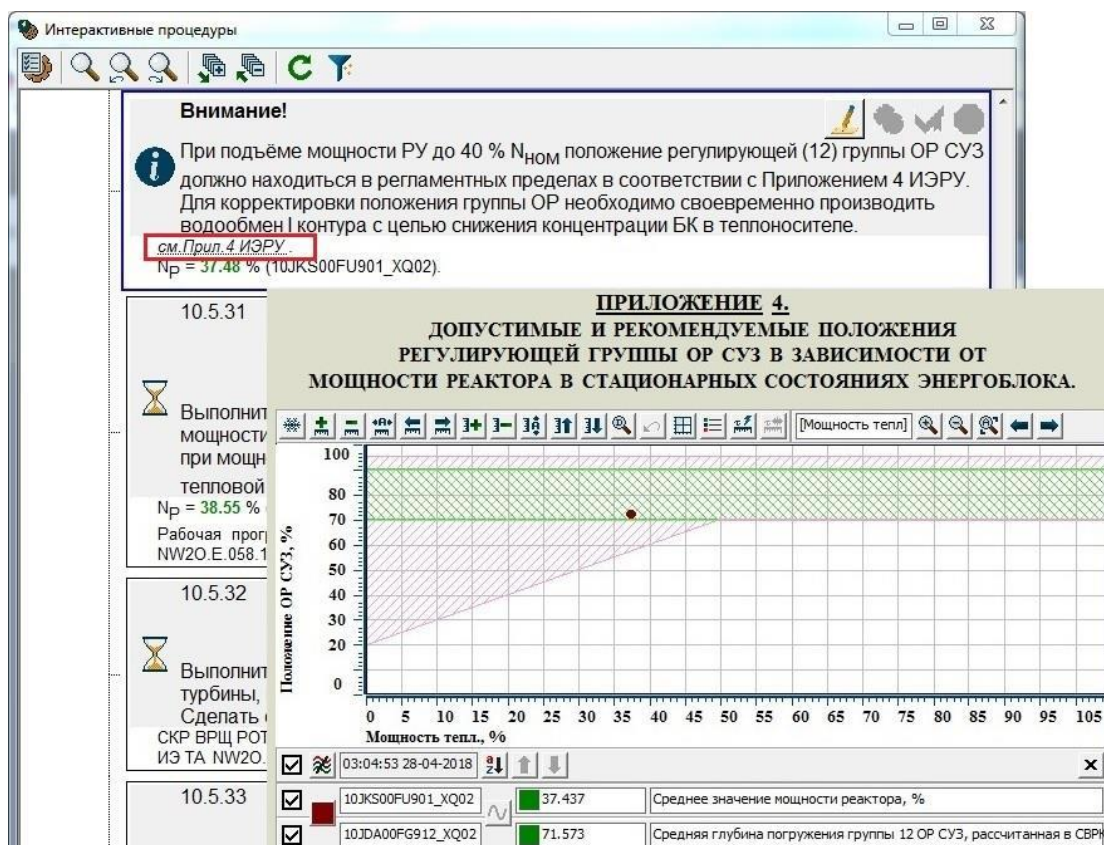 Интерактивные процедуры
Внимание!
При подъёме мощности РУ до 40 % Nном положение регулирующей (12) группы ОР СУЗ
должно находиться в регламентных пределах в соответствии с Приложением 4 ИЭРУ.
Для корректировки положения группы ОР необходимо своевременно производить
водообмен I контура с целью снижения концентрации БК в теплоносителе.
см.Прил.4 ИЭРУ .
Np = 37.48 % (10JKS00FU901_XQ02).
10.5.31
Выполнит
мощности
при мощн
тепловой
Np = 38.55 %
Рабочая прог
NW2O.E.058.1
10.5.32
Выполнит
турбины,
Сделать
СКР ВРЩ РОТ
ИЭ ТА NW2O.
10.5.33
ПРИЛОЖЕНИЕ 4.
ДОПУСТИМЫЕ И РЕКОМЕНДУЕМЫЕ ПОЛОЖЕНИЯ
РЕГУЛИРУЮЩЕЙ ГРУППЫ ОР СУЗ В ЗАВИСИМОСТИ ОТ
МОЩНОСТИ РЕАКТОРА В СТАЦИОНАРНЫХ СОСТОЯНИЯХ ЭНЕРГОБЛОКА.
[Мощность тепл]
Положение ОР СУЗ, %
100
80
70
60
50
40
30
20
0
0 5 10 15 20 25 30 35 40 45 50 55 60 65 70 75 80 85 90 95 105
Мощность тепл., %
03:04:53 28-04-2018
10JKS00FU901_XQ02 37.437 Среднее значение мощности реактора, %
10JDA00FG912_XQ02 71.573 Средняя глубина погружения группы 12 ОР СУЗ, рассчитанная в СВРК